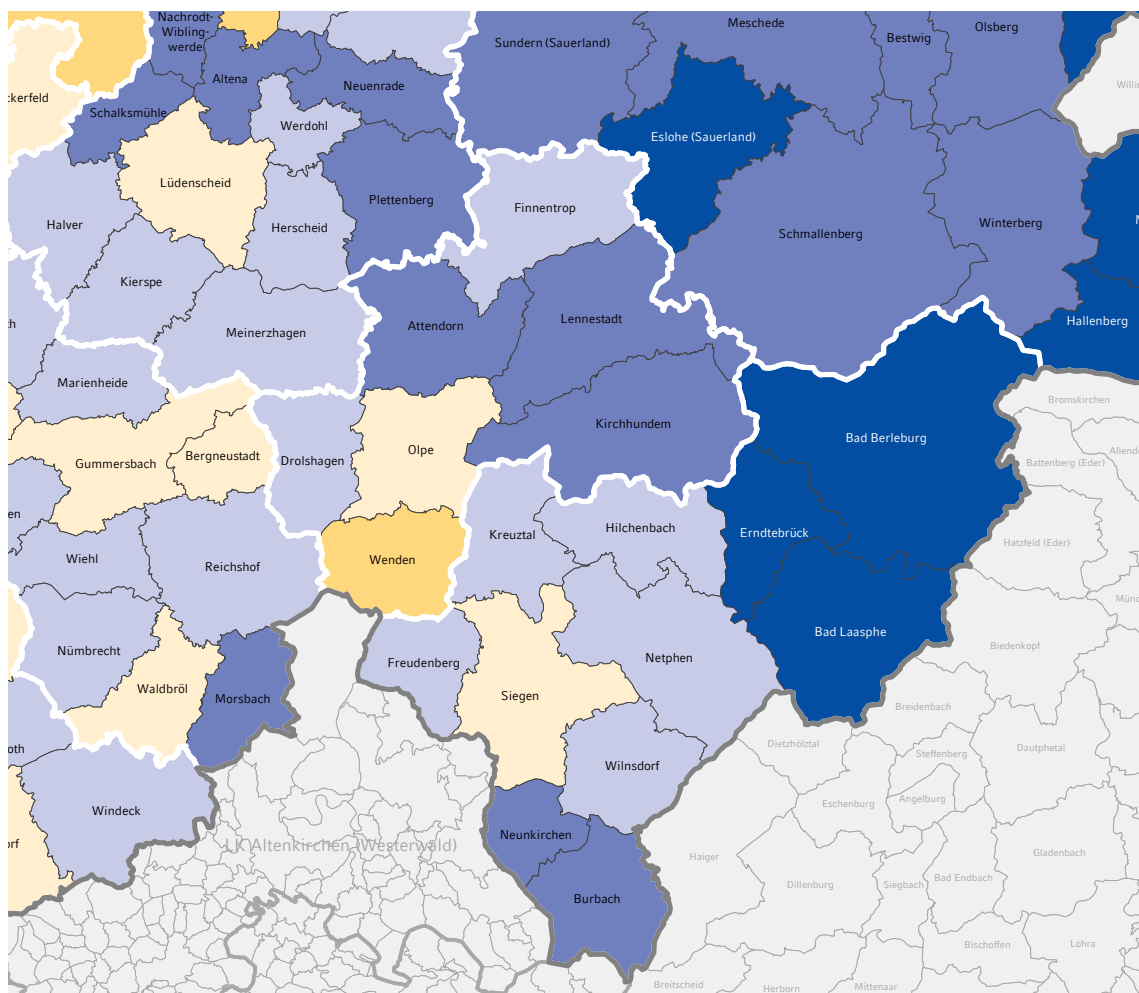 Nachrodt-
Wibling-
werde
Sundern (Sauerland)
Meschede
Bestwig
Olsberg
Altena
Neuenrade
ckerfeld
Schalksmühle
Werdohl
Eslohe (Sauerland)
Lüdenscheid
Plettenberg
Finnentrop
Halver
Herscheid
Schmallenberg
Winterberg
Kierspe
Meinerzhagen
Attendorn
Lennestadt
Hallenberg
Marienheide
Bromskirchen
Kirchhundem
Bad Berleburg
Olpe
Bergneustadt
Drolshagen
Gummersbach
Battenberg (Eder)
Kreuztal
Hilchenbach
Erndtebrück
Hatzfeld (Eder)
Wiehl
Reichshof
Wenden
Nümbrecht
Freudenberg
Netphen
Bad Laasphe
Biedenkopf
Waldbröl
Morsbach
Siegen
Breidenbach
Dietzhölztal
Steffenberg
Dautphetal
Wilnsdorf
Windeck
Eschenburg
Angelburg
Neunkirchen
LK Altenkirchen (Westerwald)
Haiger
Gladenbach
Dillenburg
Siegbach
Bad Endbach
Burbach
Bischoffen
Lohra
Breitscheid
Herborn
Mittenaar